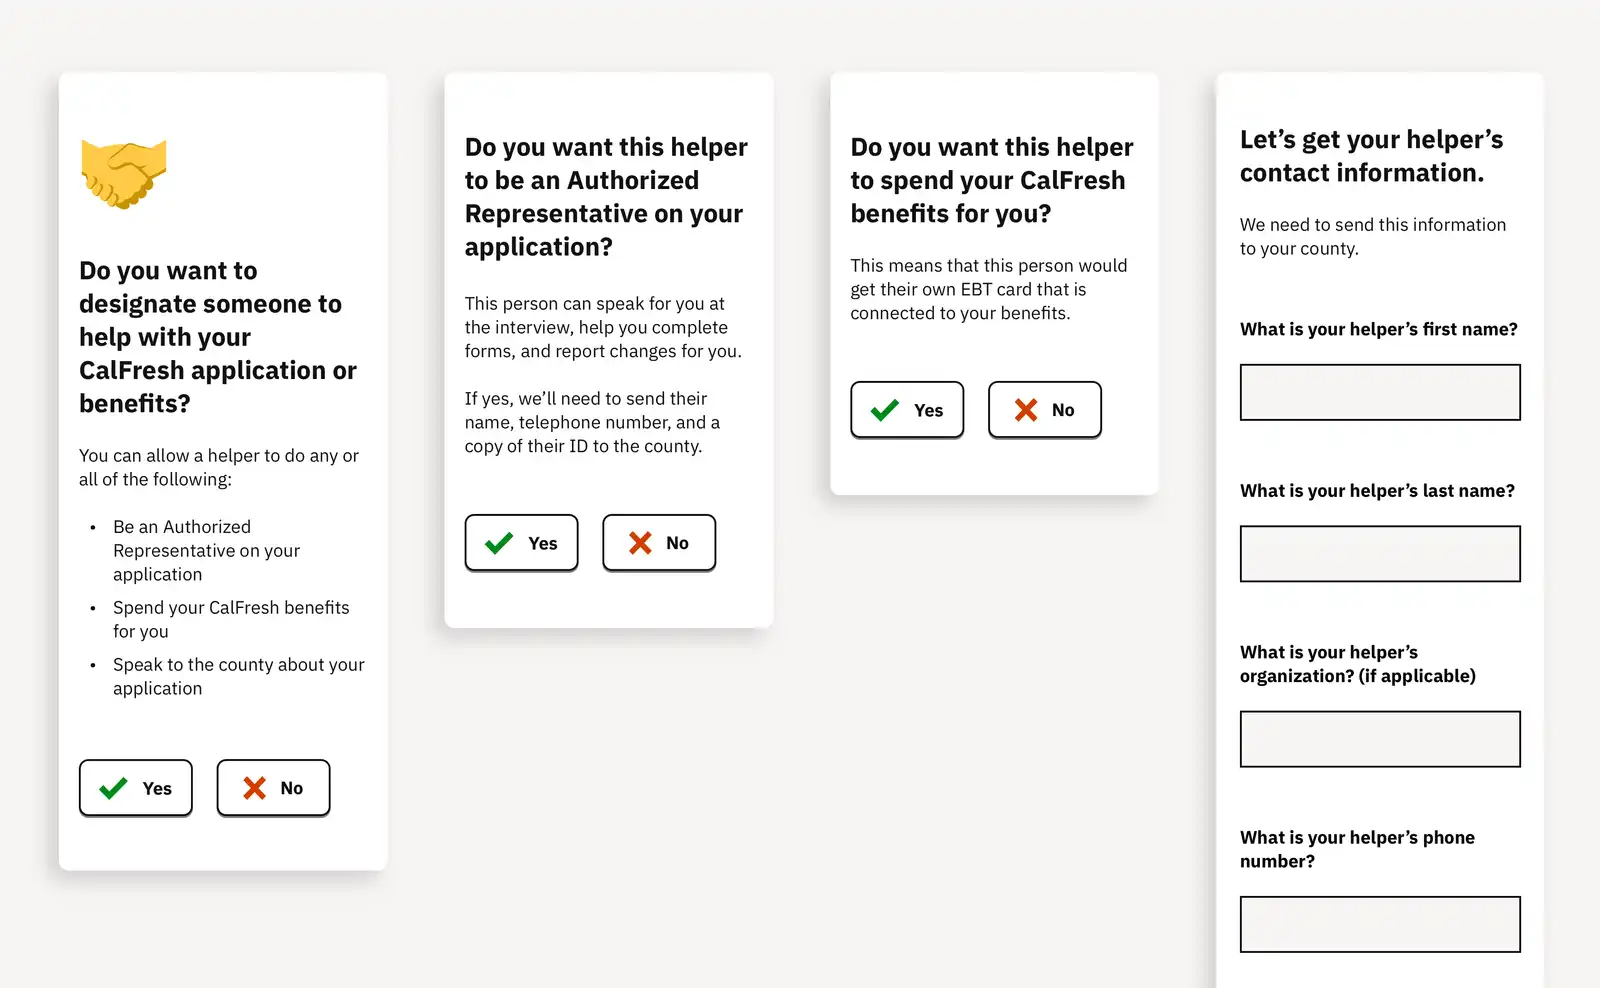 Do you want to
designate someone to
help with your
CalFresh application or
benefits?
You can allow a helper to do any or
all of the following:
• Be an Authorized
Representative on your
application
• Spend your CalFresh benefits
for you
• Speak to the county about your
application
Yes
No
Do you want this helper
to be an Authorized
Representative on your
application?
This person can speak for you at
the interview, help you complete
forms, and report changes for you.
If yes, we’ll need to send their
name, telephone number, and a
copy of their ID to the county.
Yes
No
Do you want this helper
to spend your CalFresh
benefits for you?
This means that this person would
get their own EBT card that is
connected to your benefits.
Yes
No
Let’s get your helper’s
contact information.
We need to send this information
to your county.
What is your helper’s first name?
What is your helper’s last name?
What is your helper’s
organization? (if applicable)
What is your helper’s phone
number?